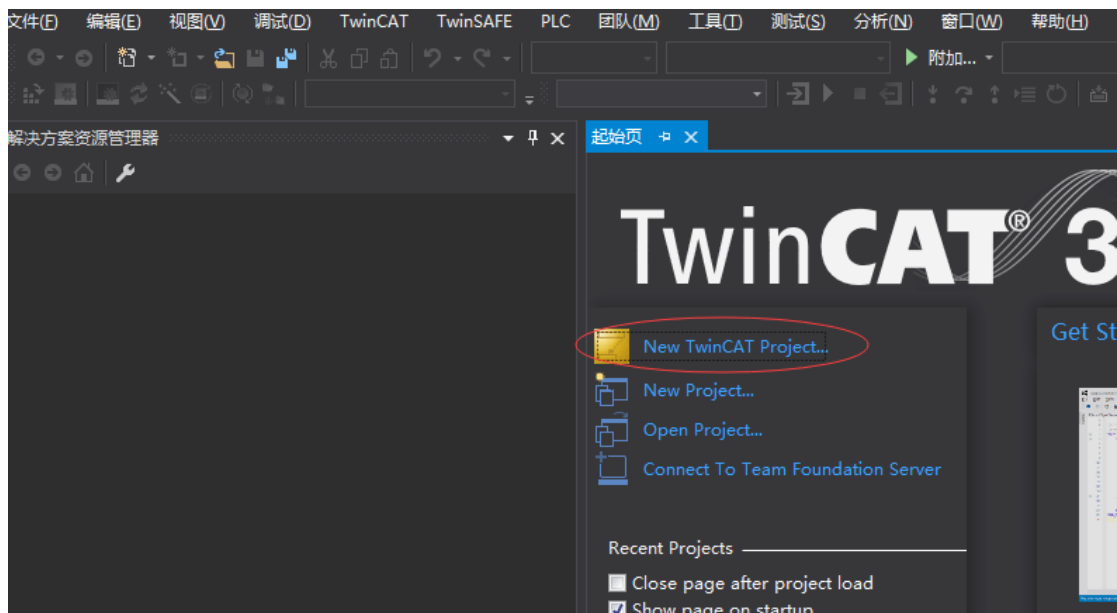 文件(F) 编辑(E) 视图(V) 调试(D) TwinCAT TwinSAFE PLC 团队(M) 工具(T) 测试(S) 分析(N) 窗口(W) 帮助(H)
附加...
解决方案资源管理器
起始页
TwinCAT® 3
New TwinCAT Project...
Get St
New Project...
Open Project...
Connect To Team Foundation Server
Recent Projects
Close page after project load
Show page on startup